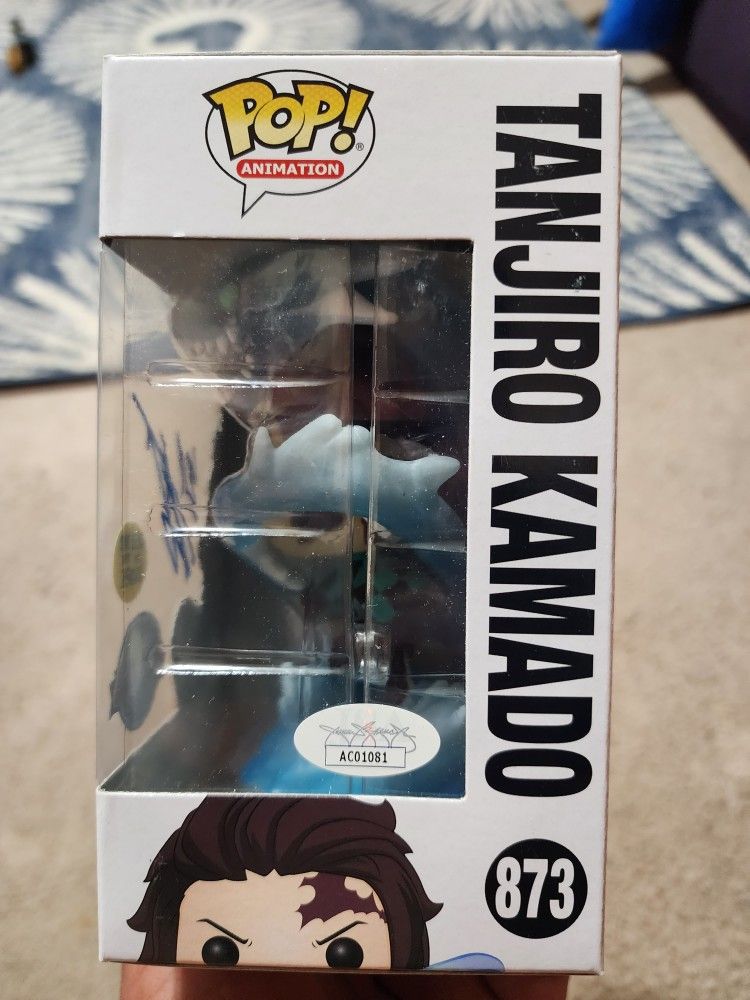 POP!
®
ANIMATION
TANJIRO KAMADO
AC01081
873